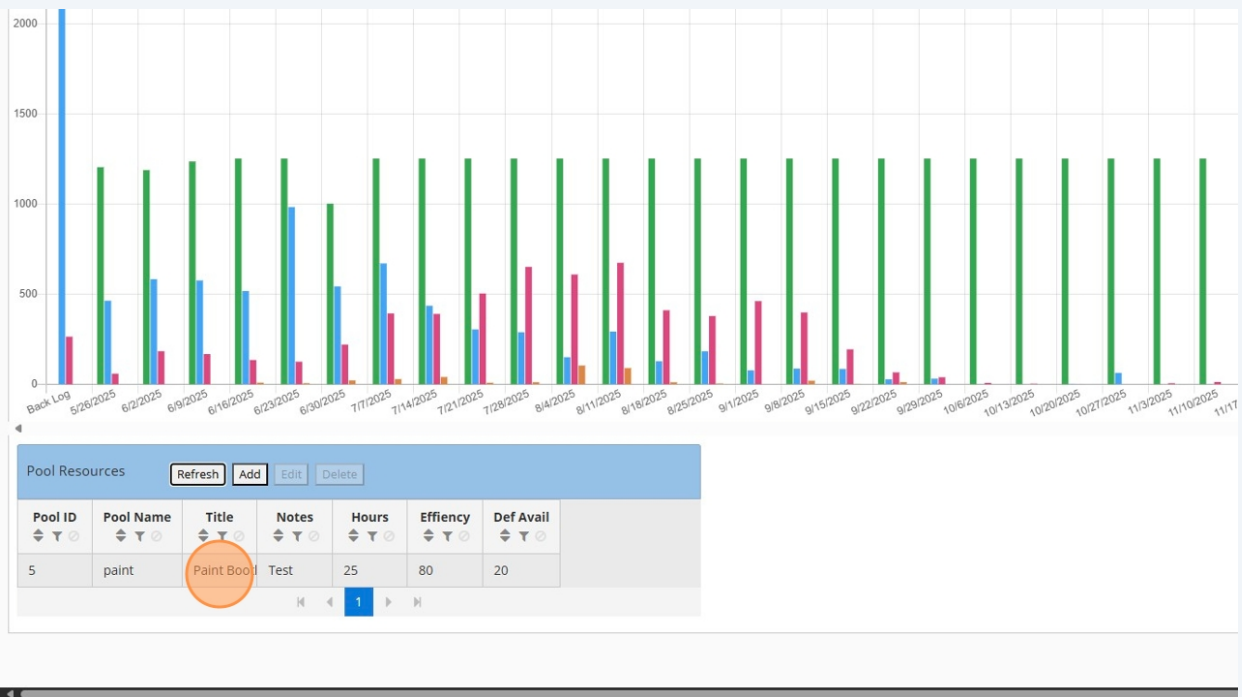 2000
1500
1000
500
0
Back Log 5/26/2025 6/2/2025 6/9/2025 6/16/2025 6/23/2025 6/30/2025 7/7/2025 7/14/2025 7/21/2025 7/28/2025 8/4/2025 8/11/2025 8/18/2025 8/25/2025 9/1/2025 9/8/2025 9/15/2025 9/22/2025 9/29/2025 10/6/2025 10/13/2025 10/20/2025 10/27/2025 11/3/2025 11/10/2025 11/17
Pool Resources Refresh Add Edit Delete
Pool ID Pool Name Title Notes Hours Effiency Def Avail
5 paint Paint Boot Test 25 80 20
1